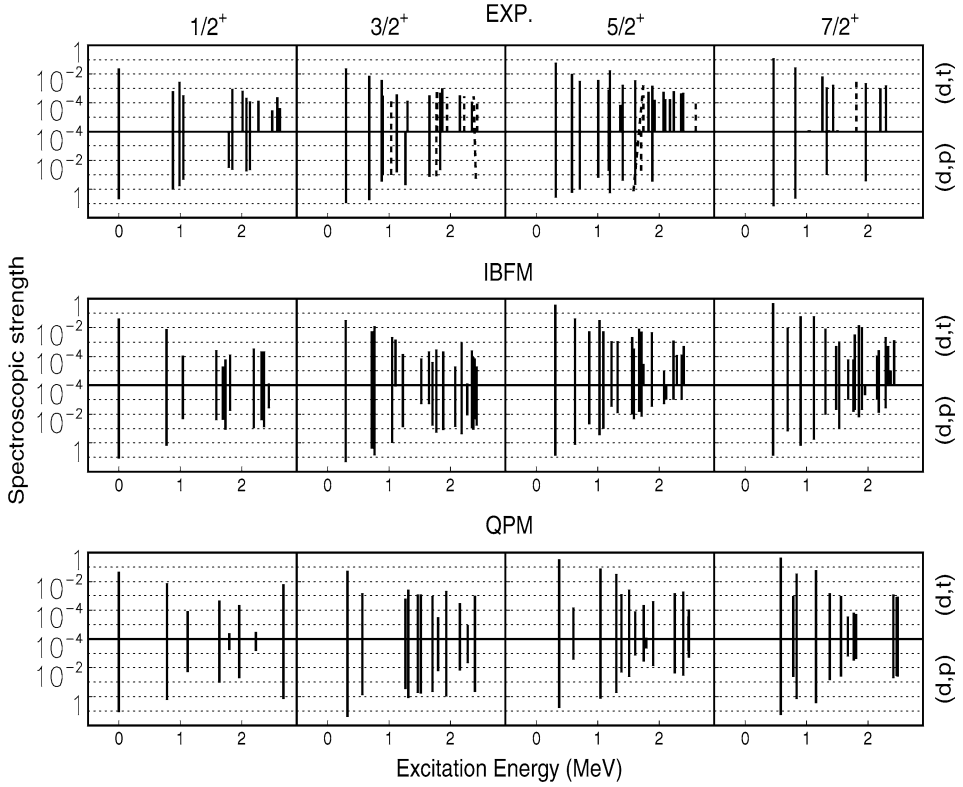 EXP.
1/2⁺ 3/2⁺ 5/2⁺ 7/2⁺
1
10⁻²
10⁻⁴
10⁻⁴
10⁻²
1
(d,t)
(d,p)
0 1 2 0 1 2 0 1 2 0 1 2
IBFM
1
10⁻²
10⁻⁴
10⁻⁴
10⁻²
1
(d,t)
(d,p)
0 1 2 0 1 2 0 1 2 0 1 2
QPM
1
10⁻²
10⁻⁴
10⁻⁴
10⁻²
1
(d,t)
(d,p)
0 1 2 0 1 2 0 1 2 0 1 2
Spectroscopic strength
Excitation Energy (MeV)